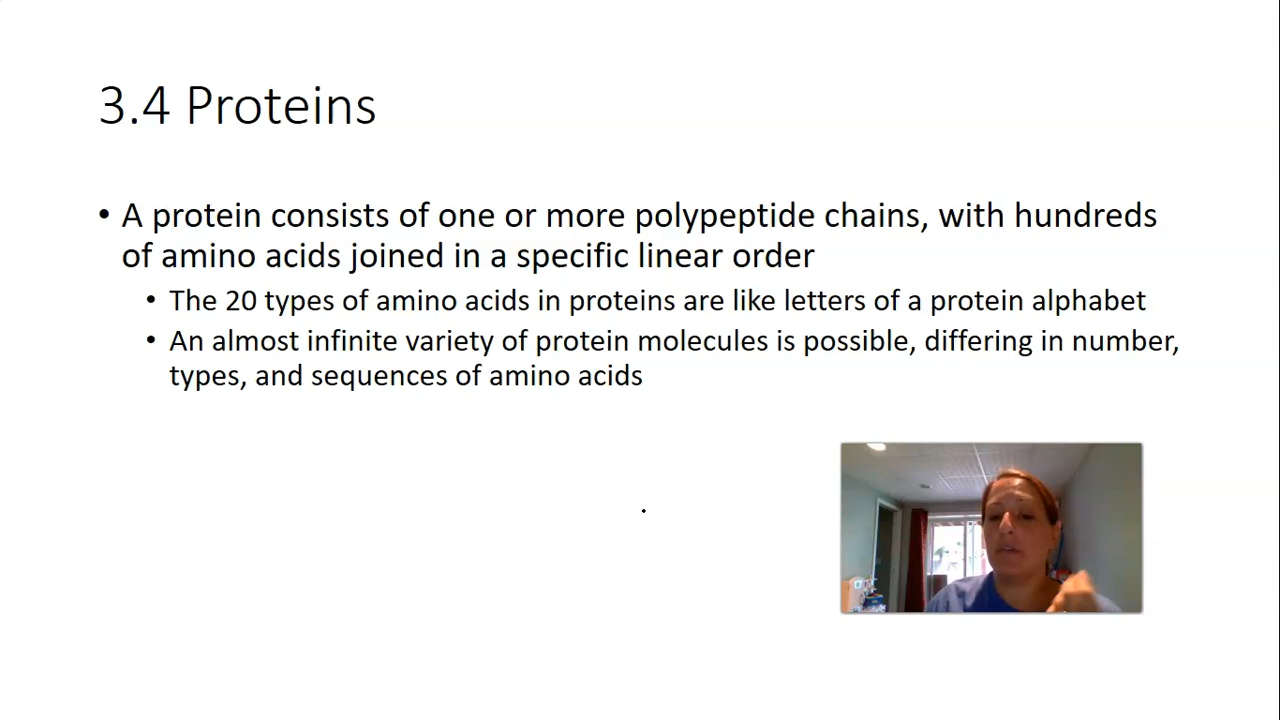 3.4 Proteins
• A protein consists of one or more polypeptide chains, with hundreds
of amino acids joined in a specific linear order
• The 20 types of amino acids in proteins are like letters of a protein alphabet
• An almost infinite variety of protein molecules is possible, differing in number,
types, and sequences of amino acids